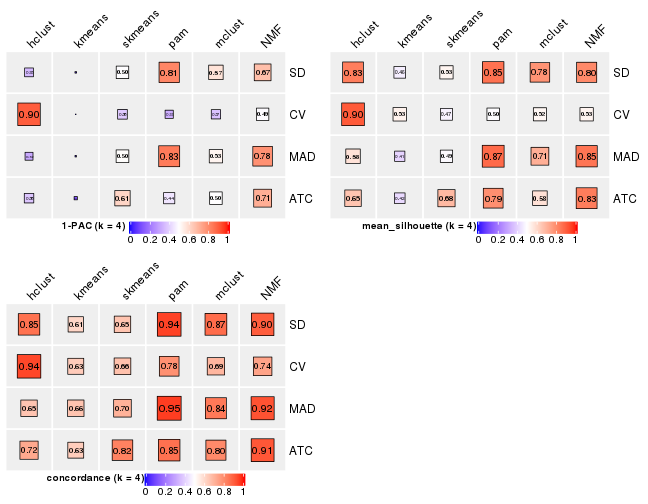 hclust kmeans skmeans pam mclust NMF
0.50 0.81 0.57 0.67 SD
0.90 0.49 CV
0.50 0.83 0.53 0.78 MAD
0.61 0.44 0.50 0.71 ATC
1-PAC (k = 4)
0 0.2 0.4 0.6 0.8 1
hclust kmeans skmeans pam mclust NMF
0.83 0.46 0.53 0.85 0.78 0.80 SD
0.90 0.53 0.47 0.50 0.52 0.53 CV
0.58 0.49 0.87 0.71 0.85 MAD
0.65 0.68 0.79 0.58 0.83 ATC
mean_silhouette (k = 4)
0 0.2 0.4 0.6 0.8 1
hclust kmeans skmeans pam mclust NMF
0.85 0.61 0.65 0.94 0.87 0.90 SD
0.94 0.63 0.66 0.78 0.69 0.74 CV
0.65 0.66 0.70 0.95 0.84 0.92 MAD
0.72 0.63 0.82 0.85 0.80 0.91 ATC
concordance (k = 4)
0 0.2 0.4 0.6 0.8 1